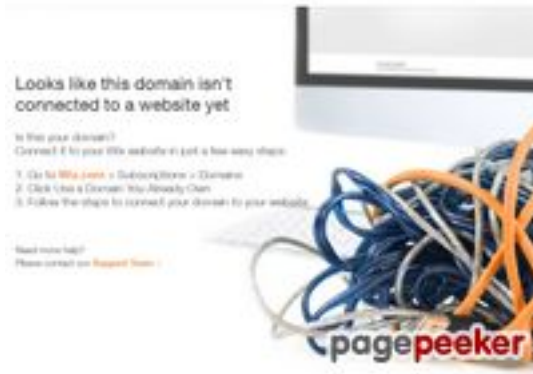 Looks like this domain isn't
connected to a website yet
Is this your domain?
Connect it to your Wix website in just a few easy steps:
1. Go to Wix.com > Subscriptions > Domains
2. Click Use a Domain You Already Own
3. Follow the steps to connect your domain to your website
Need more help?
Please contact our Support Team >
pagepeeker